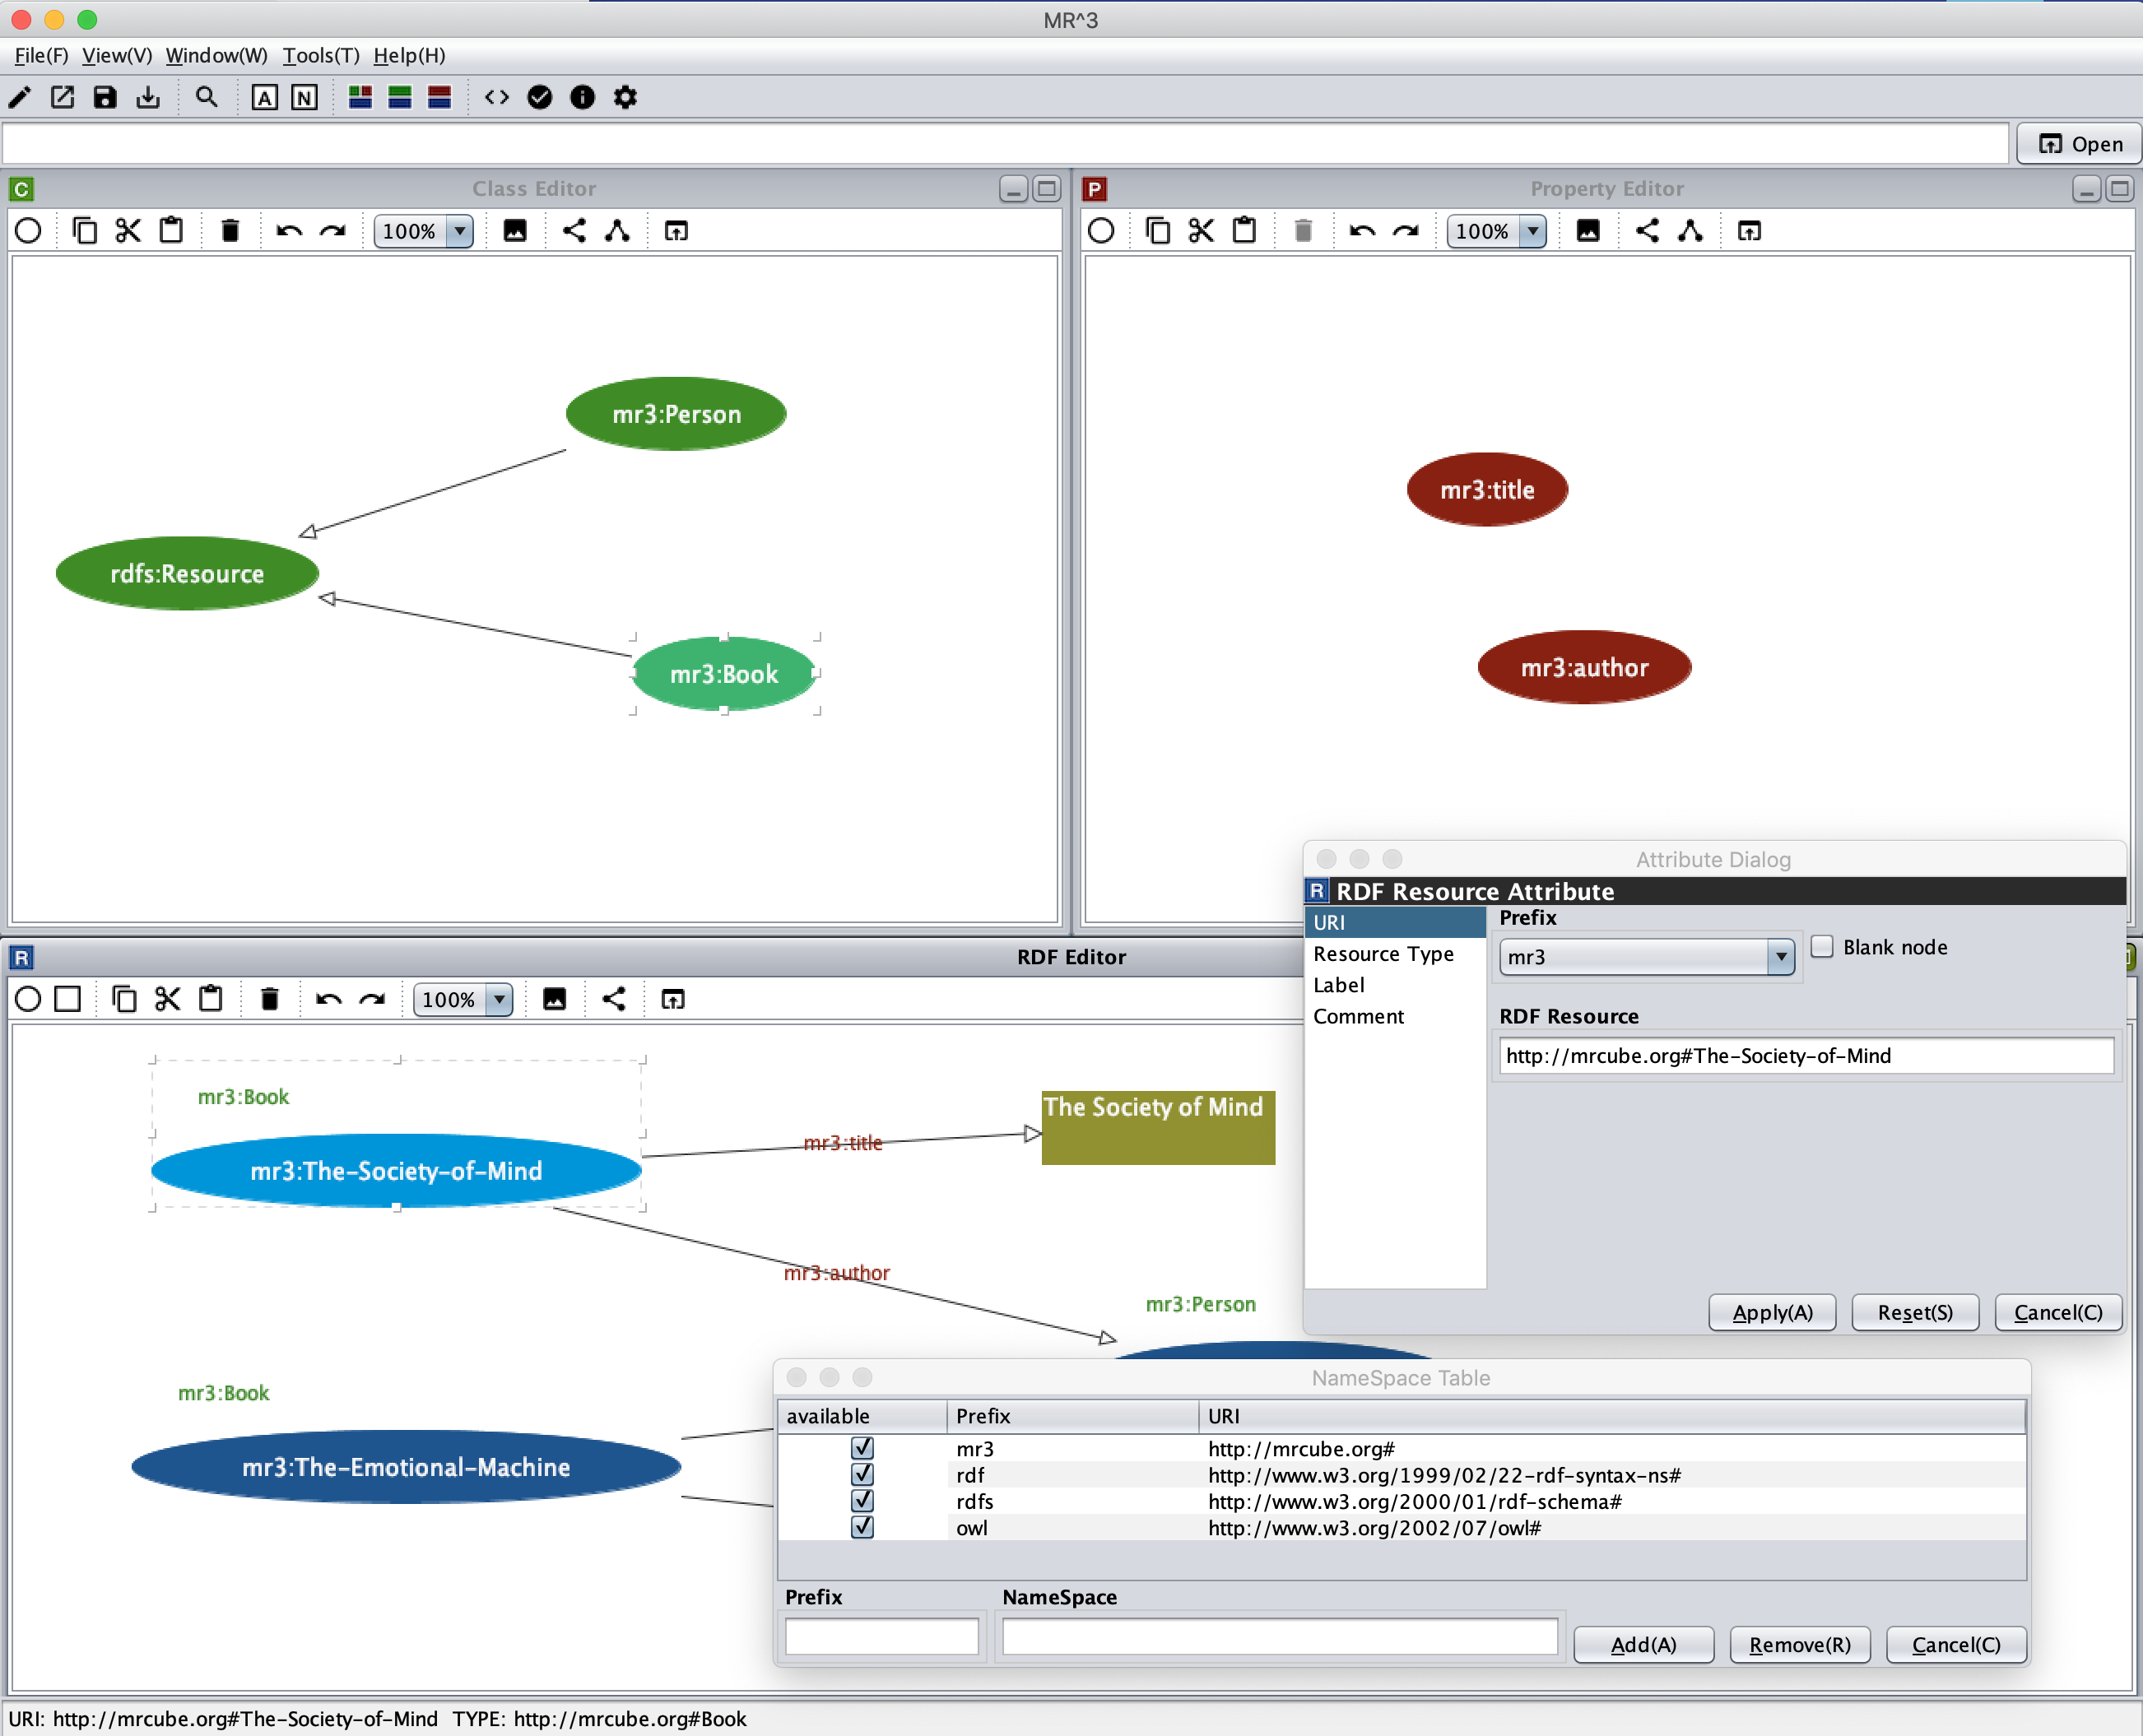 MR^3
File(F) View(V) Window(W) Tools(T) Help(H)
A N
Open
C Class Editor
100%
mr3:Person
rdfs:Resource
mr3:Book
P Property Editor
100%
mr3:title
mr3:author
R RDF Editor
100%
mr3:Book
mr3:The-Society-of-Mind
mr3:title
The Society of Mind
mr3:author
mr3:Person
mr3:Book
mr3:The-Emotional-Machine
Attribute Dialog
R RDF Resource Attribute
URI
Resource Type
Label
Comment
Prefix
mr3
Blank node
RDF Resource
http://mrcube.org#The-Society-of-Mind
Apply(A) Reset(S) Cancel(C)
NameSpace Table
available Prefix URI
mr3 http://mrcube.org#
rdf http://www.w3.org/1999/02/22-rdf-syntax-ns#
rdfs http://www.w3.org/2000/01/rdf-schema#
owl http://www.w3.org/2002/07/owl#
Prefix NameSpace
Add(A) Remove(R) Cancel(C)
URI: http://mrcube.org#The-Society-of-Mind TYPE: http://mrcube.org#Book